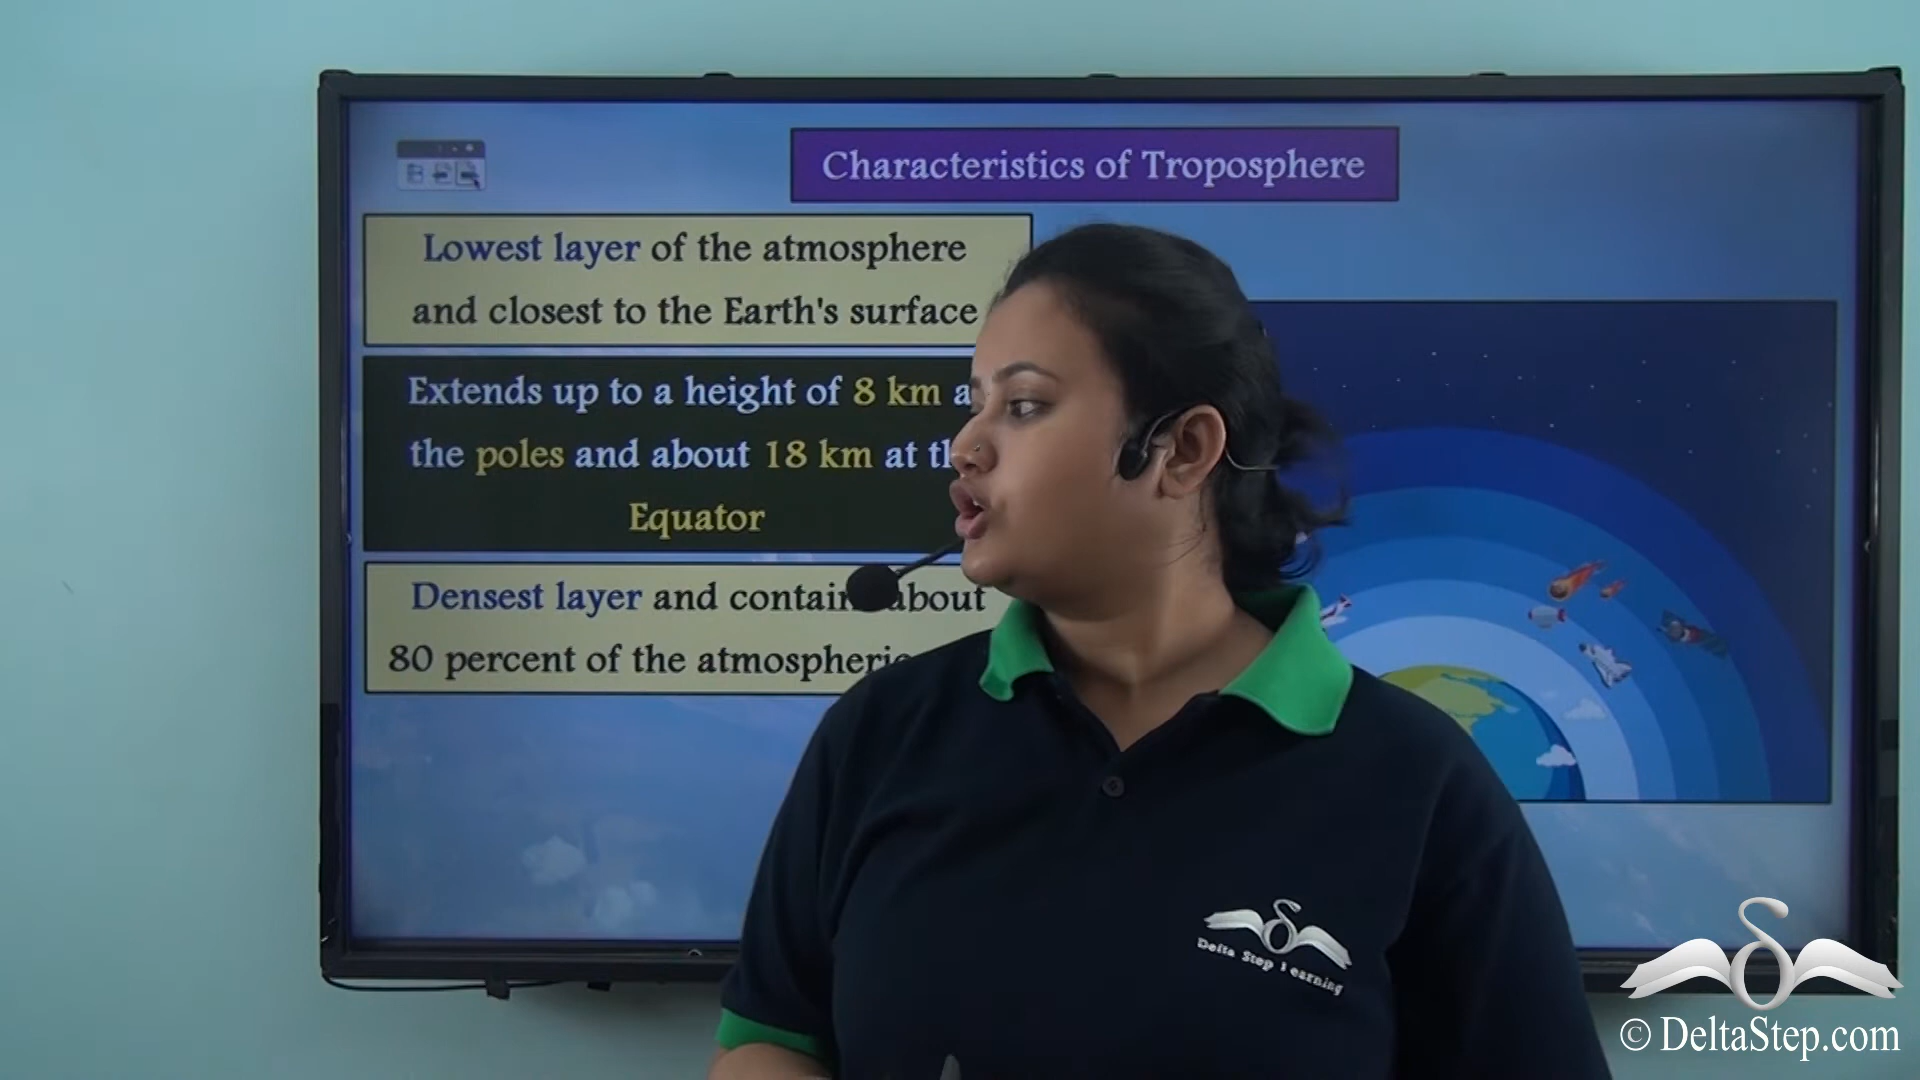 Characteristics of Troposphere
Lowest layer of the atmosphere
and closest to the Earth's surface
Extends up to a height of 8 km
the poles and about 18 km at
Equator
Densest layer and contain about
80 percent of the atmospheric
Delta Step Learning
© DeltaStep.com